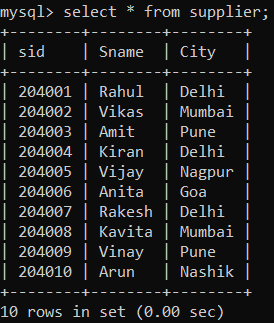 mysql> select * from supplier;
+--------+--------+--------+
| sid    | Sname  | City   |
+--------+--------+--------+
| 204001 | Rahul  | Delhi  |
| 204002 | Vikas  | Mumbai |
| 204003 | Amit   | Pune   |
| 204004 | Kiran  | Delhi  |
| 204005 | Vijay  | Nagpur |
| 204006 | Anita  | Goa    |
| 204007 | Rakesh | Delhi  |
| 204008 | Kavita | Mumbai |
| 204009 | Vinay  | Pune   |
| 204010 | Arun   | Nashik |
+--------+--------+--------+
10 rows in set (0.00 sec)